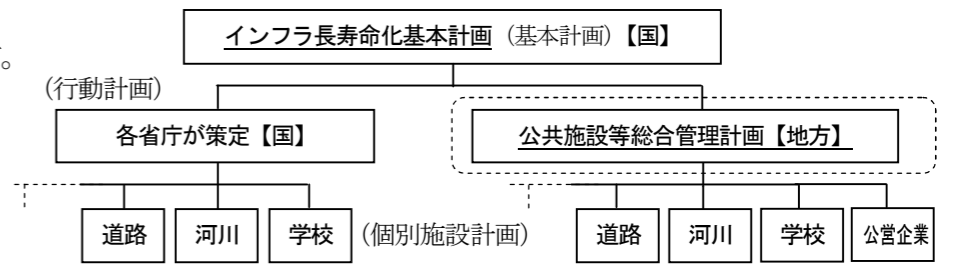 インフラ長寿命化基本計画（基本計画）【国】
。
（行動計画）
各省庁が策定【国】
公共施設等総合管理計画【地方】
道路 河川 学校 （個別施設計画） 道路 河川 学校 公営企業